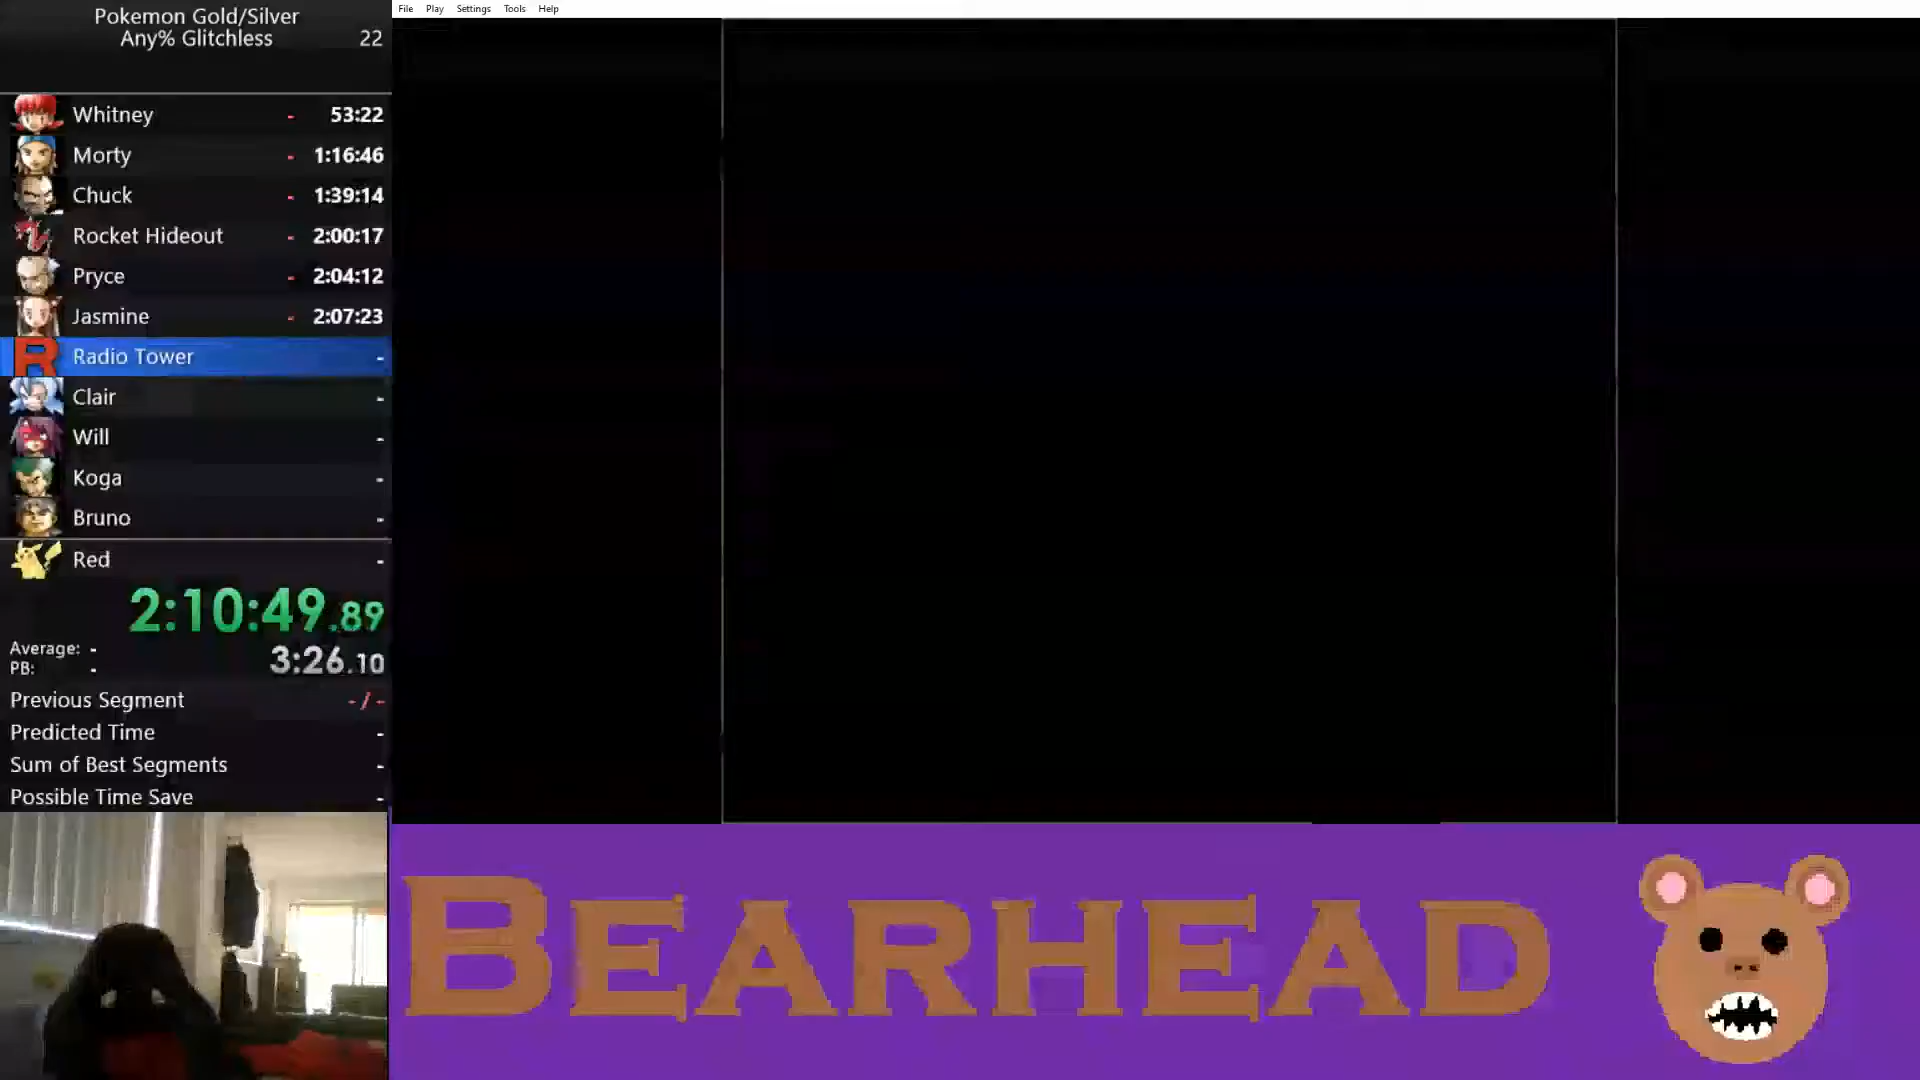 Pokemon Gold/Silver
Any% Glitchless 22
File Play Settings Tools Help
Whitney - 53:22
Morty - 1:16:46
Chuck - 1:39:14
Rocket Hideout - 2:00:17
Pryce - 2:04:12
Jasmine - 2:07:23
R Radio Tower -
Clair -
Will -
Koga -
Bruno -
Red -
2:10:49.89
Average: - 3:26.10
PB: -
Previous Segment - / -
Predicted Time -
Sum of Best Segments -
Possible Time Save -
BEARHEAD